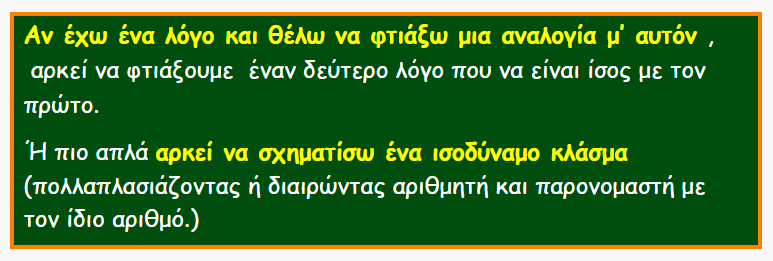 Αν έχω ένα λόγο και θέλω να φτιάξω μια αναλογία μ’ αυτόν ,
αρκεί να φτιάξουμε έναν δεύτερο λόγο που να είναι ίσος με τον
πρώτο.
Ή πιο απλά αρκεί να σχηματίσω ένα ισοδύναμο κλάσμα
(πολλαπλασιάζοντας ή διαιρώντας αριθμητή και παρονομαστή με
τον ίδιο αριθμό.)